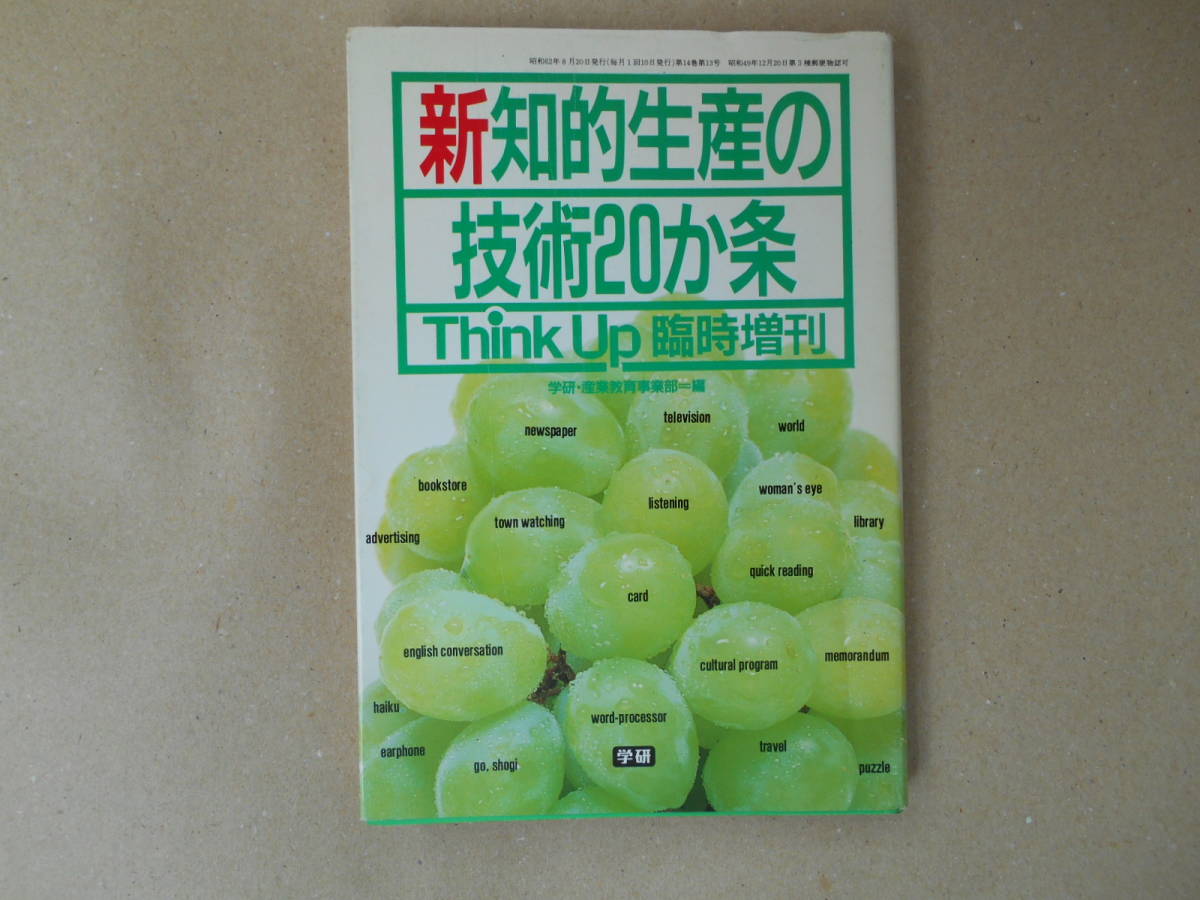 昭和62年8月20日発行(毎月1回10日発行)第14巻第13号 昭和49年12月20日第3種郵便物認可
新知的生産の
技術20か条
Think Up 臨時増刊
学研・産業教育事業部＝編
newspaper
television
world
bookstore
town watching
listening
woman's eye
library
advertising
quick reading
card
english conversation
cultural program
memorandum
haiku
word-processor
earphone
go, shogi
学研
travel
puzzle